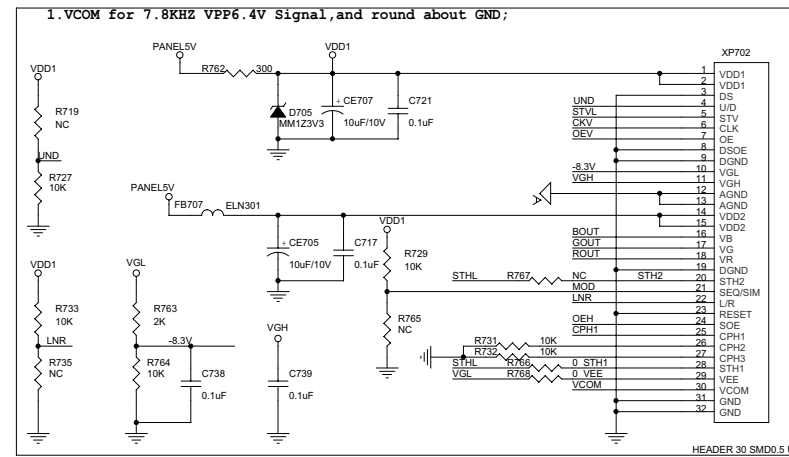 1.VCOM for 7.8KHZ VPP6.4V Signal,and round about GND;
PANEL5V
R762
300
VDD1
D705
MM1Z3V3
+ CE707
10uF/10V
C721
0.1uF
VDD1
R719
NC
UND
R727
10K
PANEL5V
FB707
ELN301
+ CE705
10uF/10V
C717
0.1uF
VDD1
R729
10K
R765
NC
VDD1
R733
10K
LNR
R735
NC
VGL
R763
2K
-8.3V
R764
10K
C738
0.1uF
VGH
C739
0.1uF
A
XP702
1 VDD1
2 VDD1
3 DS
UND 4 U/D
STVL 5 STV
CKV 6 CLK
OEV 7 OE
8 DSOE
9 DGND
-8.3V 10 VGL
VGH 11 VGH
12 AGND
13 AGND
14 VDD2
15 VDD2
BOUT 16 VB
GOUT 17 VG
ROUT 18 VR
19 DGND
STHL R767 NC STH2 20 STH2
MOD 21 SEQ/SIM
LNR 22 L/R
23 RESET
OEH 24 SOE
CPH1 25 CPH1
R731 10K 26 CPH2
R732 10K 27 CPH3
STHL R766 0 STH1 28 STH1
VGL R768 0 VEE 29 VEE
VCOM 30 VCOM
31 GND
32 GND
HEADER 30 SMD0.5